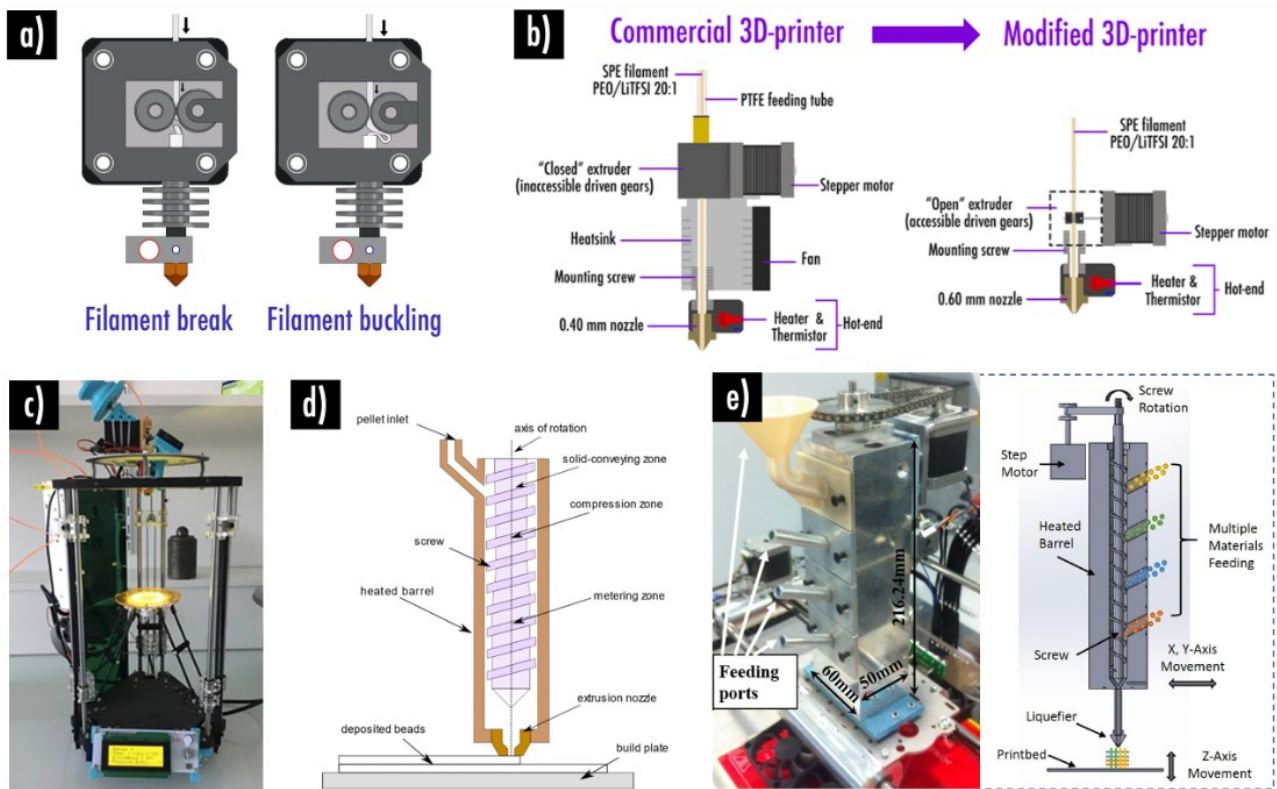 a)
Filament break
Filament buckling
b)
Commercial 3D-printer
Modified 3D-printer
SPE filament
PEO/LiTFSI 20:1
PTFE feeding tube
"Closed" extruder
(inaccessible driven gears)
Stepper motor
Heatsink
Fan
Mounting screw
0.40 mm nozzle
Heater &
Thermistor
Hot-end
SPE filament
PEO/LiTFSI 20:1
"Open" extruder
(accessible driven gears)
Stepper motor
Mounting screw
0.60 mm nozzle
Heater &
Thermistor
Hot-end
c)
d)
pellet inlet
axis of rotation
solid-conveying zone
compression zone
screw
metering zone
heated barrel
extrusion nozzle
deposited beads
build plate
e)
216.24mm
Feeding
ports
60mm
50mm
Screw
Rotation
Step
Motor
Heated
Barrel
Multiple
Materials
Feeding
Screw
X, Y-Axis
Movement
Liquefier
Printbed
Z-Axis
Movement